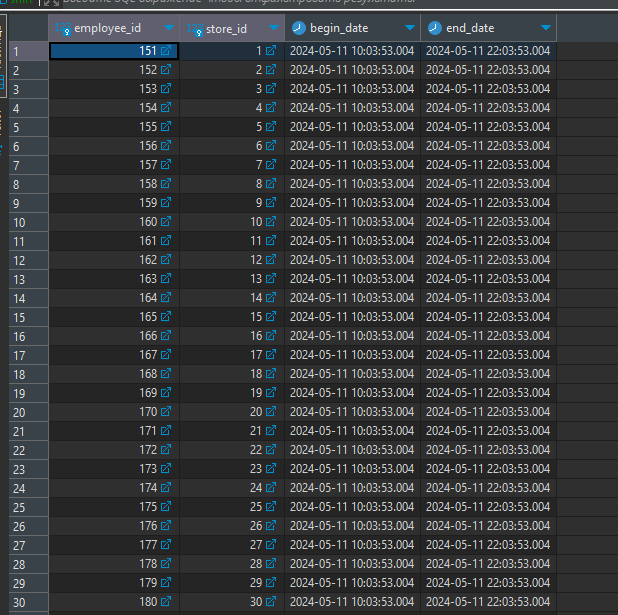 employee_id store_id begin_date end_date
1 151 1 2024-05-11 10:03:53.004 2024-05-11 22:03:53.004
2 152 2 2024-05-11 10:03:53.004 2024-05-11 22:03:53.004
3 153 3 2024-05-11 10:03:53.004 2024-05-11 22:03:53.004
4 154 4 2024-05-11 10:03:53.004 2024-05-11 22:03:53.004
5 155 5 2024-05-11 10:03:53.004 2024-05-11 22:03:53.004
6 156 6 2024-05-11 10:03:53.004 2024-05-11 22:03:53.004
7 157 7 2024-05-11 10:03:53.004 2024-05-11 22:03:53.004
8 158 8 2024-05-11 10:03:53.004 2024-05-11 22:03:53.004
9 159 9 2024-05-11 10:03:53.004 2024-05-11 22:03:53.004
10 160 10 2024-05-11 10:03:53.004 2024-05-11 22:03:53.004
11 161 11 2024-05-11 10:03:53.004 2024-05-11 22:03:53.004
12 162 12 2024-05-11 10:03:53.004 2024-05-11 22:03:53.004
13 163 13 2024-05-11 10:03:53.004 2024-05-11 22:03:53.004
14 164 14 2024-05-11 10:03:53.004 2024-05-11 22:03:53.004
15 165 15 2024-05-11 10:03:53.004 2024-05-11 22:03:53.004
16 166 16 2024-05-11 10:03:53.004 2024-05-11 22:03:53.004
17 167 17 2024-05-11 10:03:53.004 2024-05-11 22:03:53.004
18 168 18 2024-05-11 10:03:53.004 2024-05-11 22:03:53.004
19 169 19 2024-05-11 10:03:53.004 2024-05-11 22:03:53.004
20 170 20 2024-05-11 10:03:53.004 2024-05-11 22:03:53.004
21 171 21 2024-05-11 10:03:53.004 2024-05-11 22:03:53.004
22 172 22 2024-05-11 10:03:53.004 2024-05-11 22:03:53.004
23 173 23 2024-05-11 10:03:53.004 2024-05-11 22:03:53.004
24 174 24 2024-05-11 10:03:53.004 2024-05-11 22:03:53.004
25 175 25 2024-05-11 10:03:53.004 2024-05-11 22:03:53.004
26 176 26 2024-05-11 10:03:53.004 2024-05-11 22:03:53.004
27 177 27 2024-05-11 10:03:53.004 2024-05-11 22:03:53.004
28 178 28 2024-05-11 10:03:53.004 2024-05-11 22:03:53.004
29 179 29 2024-05-11 10:03:53.004 2024-05-11 22:03:53.004
30 180 30 2024-05-11 10:03:53.004 2024-05-11 22:03:53.004